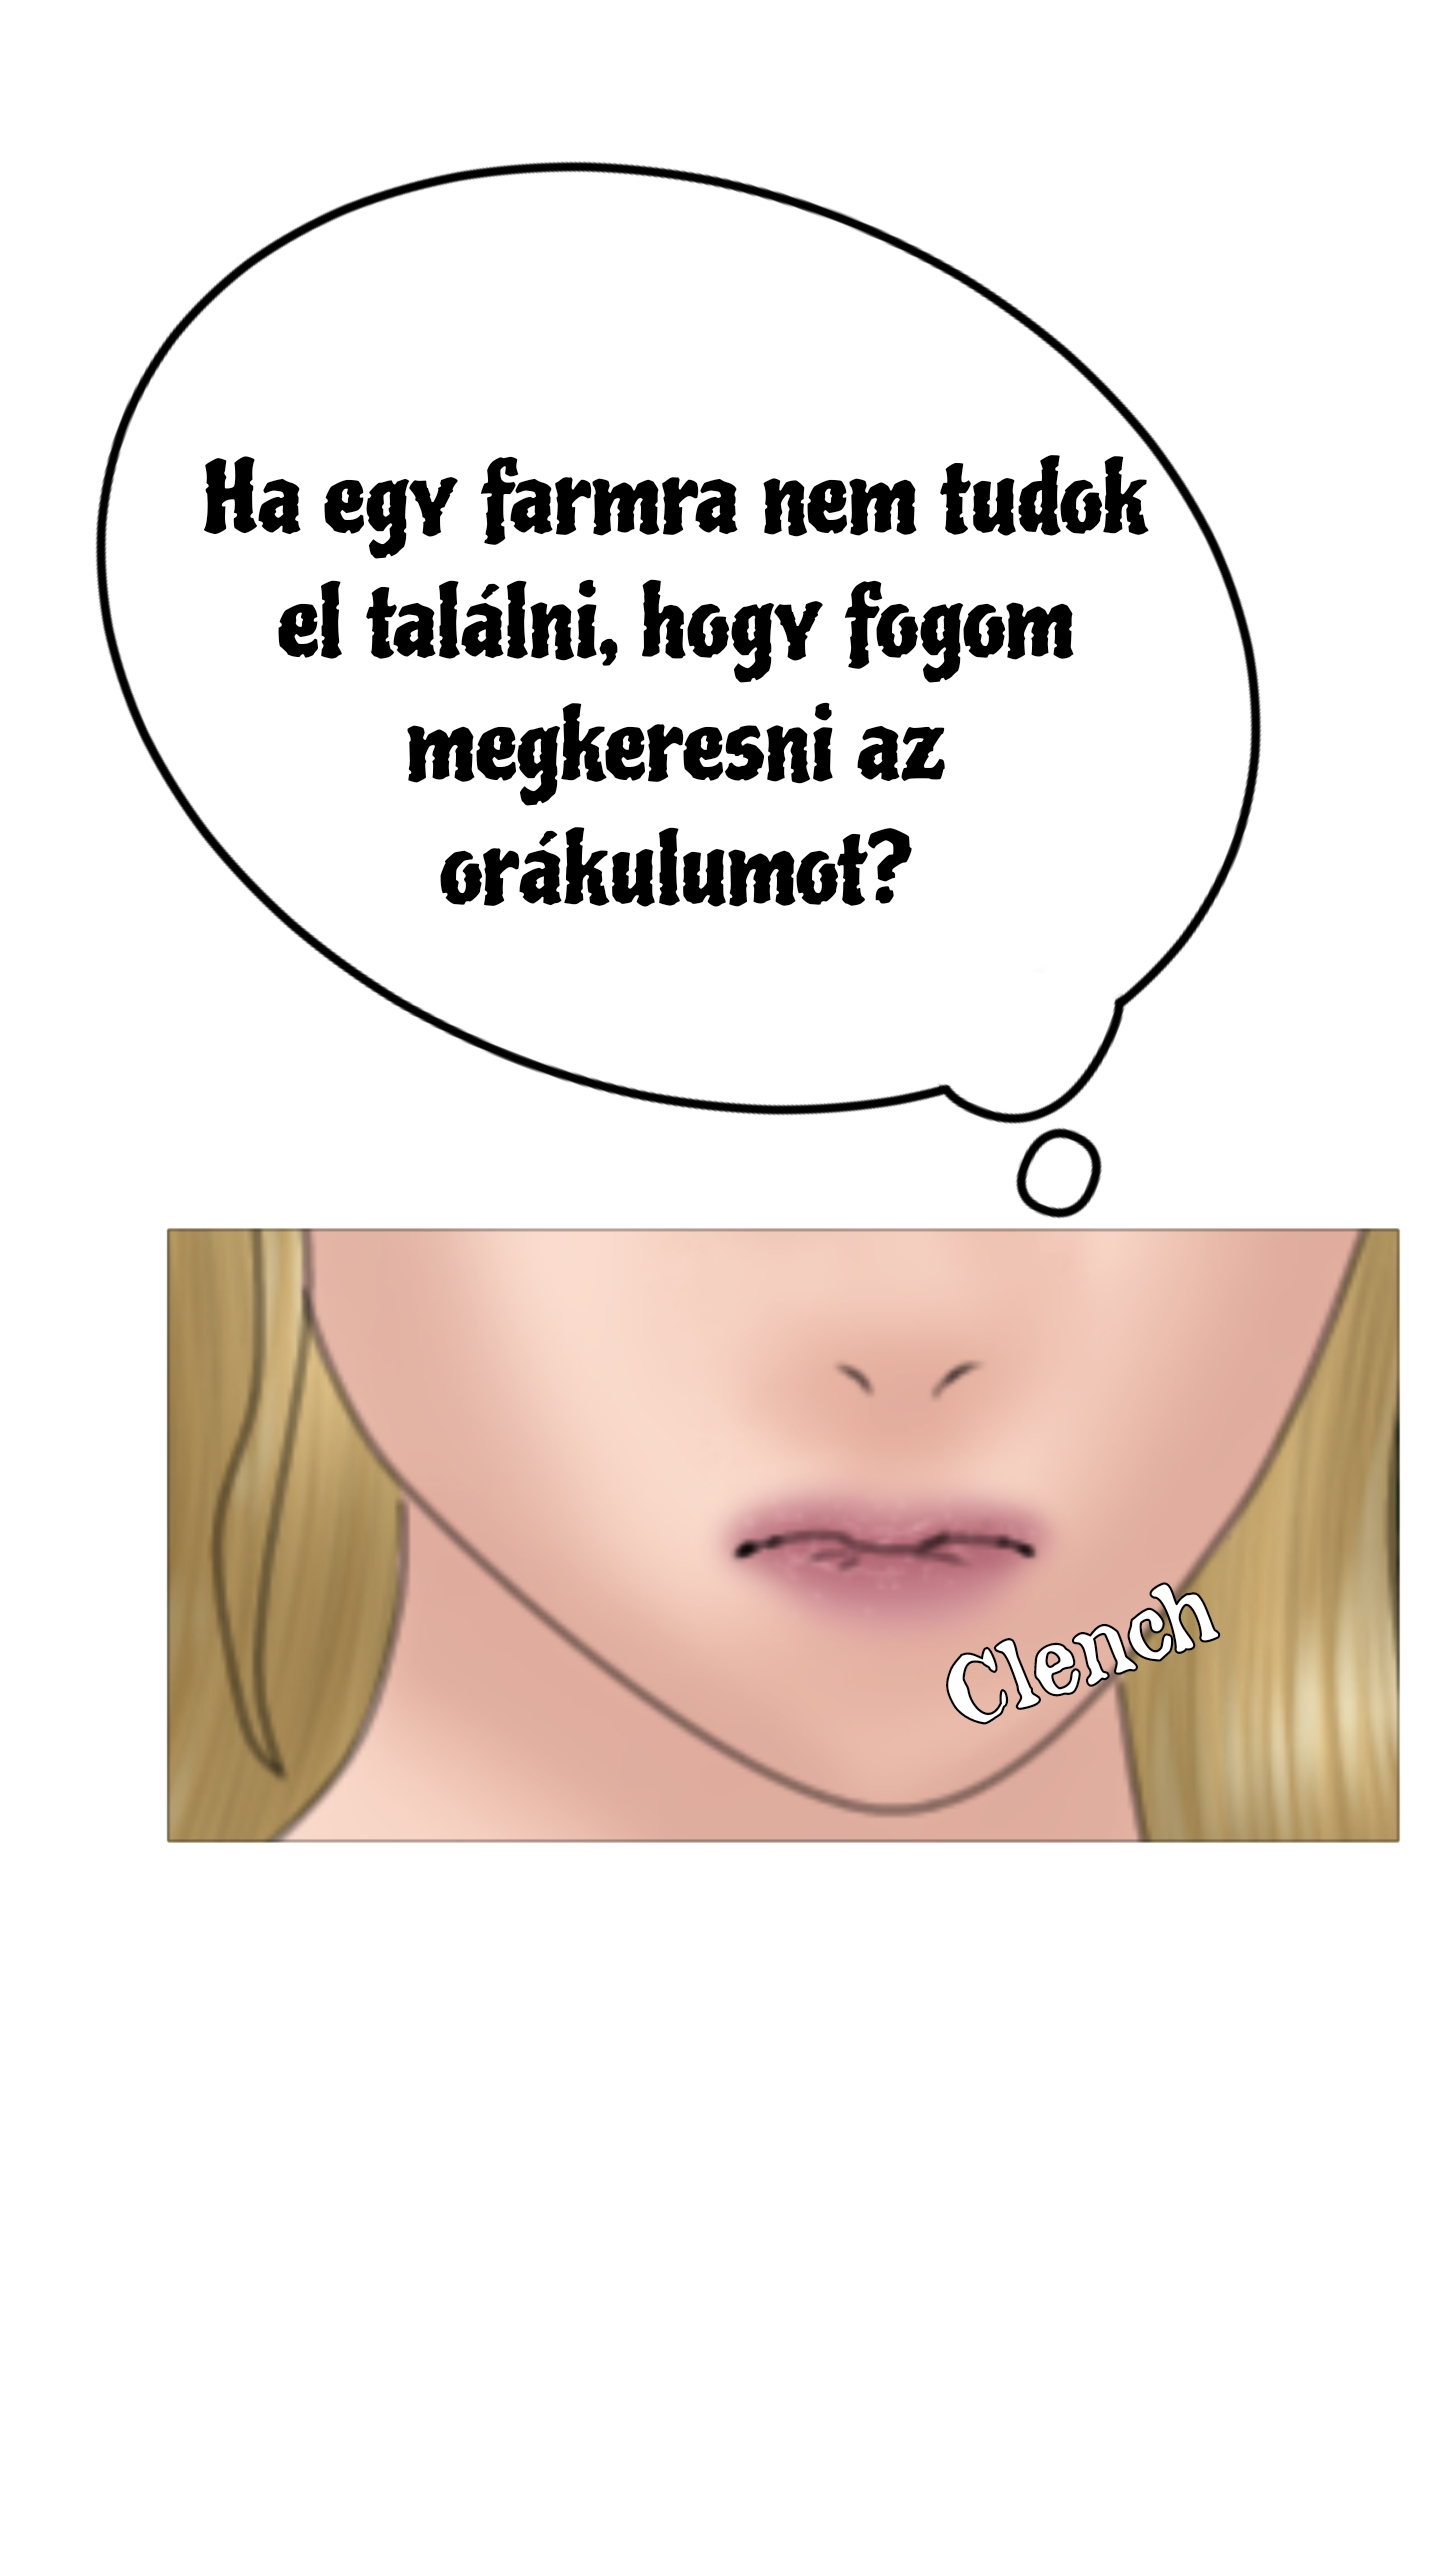 Ha egy farmra nem tudok
el találni, hogy fogom
megkeresni az
orákulumot?
Clench